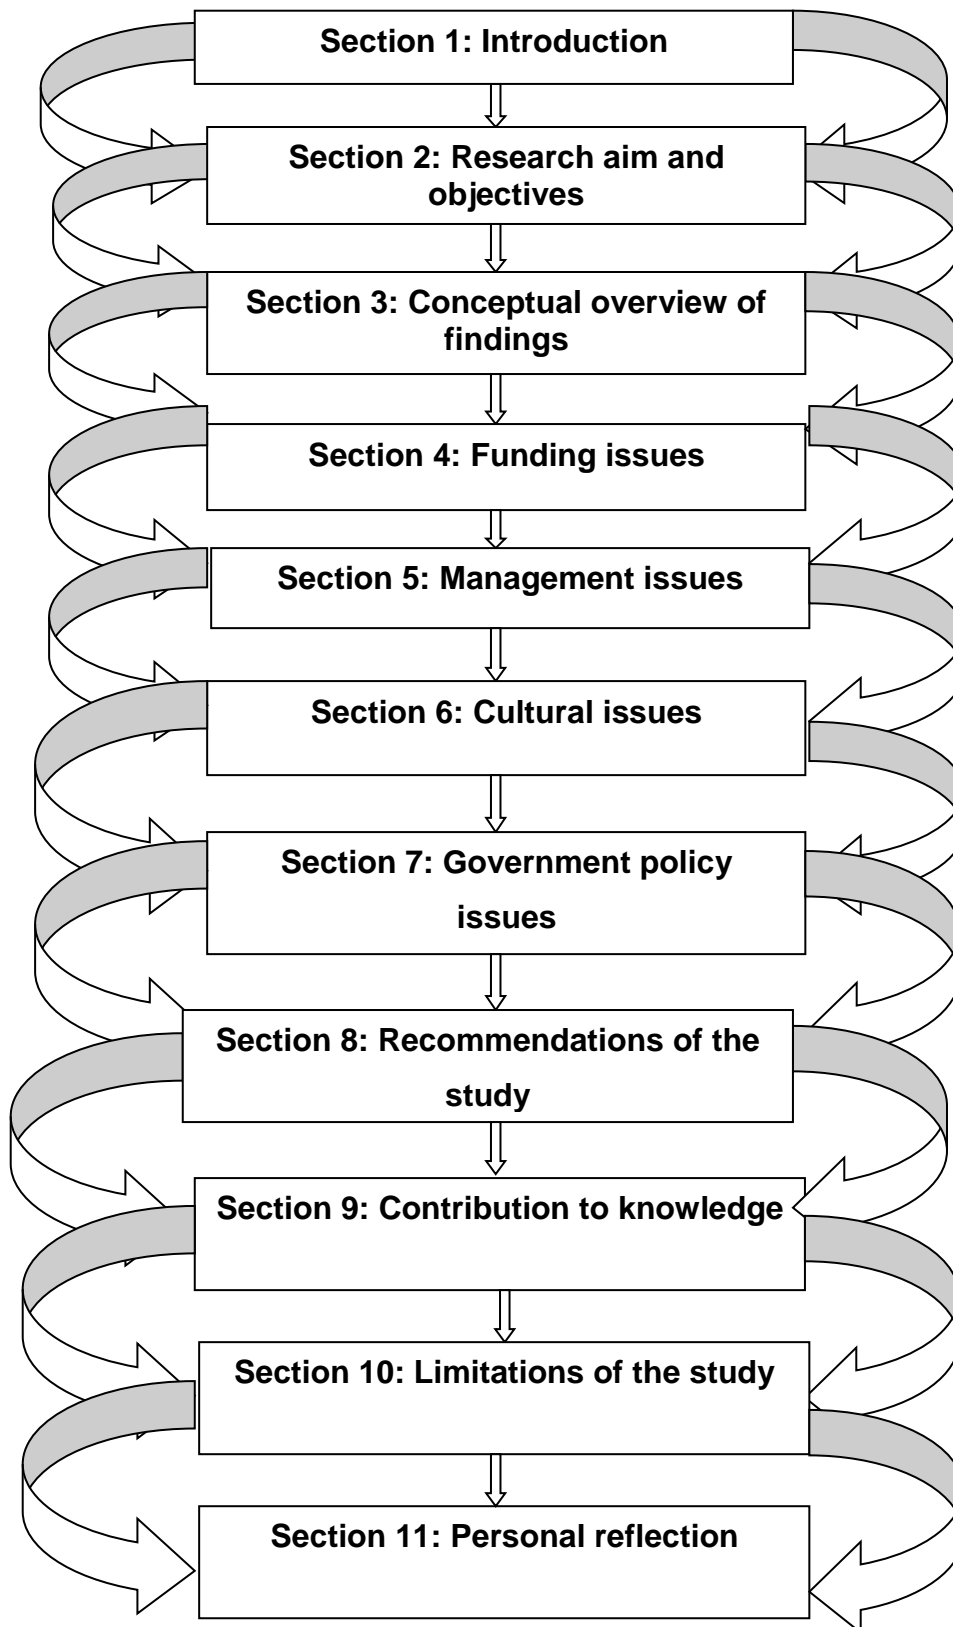 Section 1: Introduction
Section 2: Research aim and
objectives
Section 3: Conceptual overview of
findings
Section 4: Funding issues
Section 5: Management issues
Section 6: Cultural issues
Section 7: Government policy
issues
Section 8: Recommendations of the
study
Section 9: Contribution to knowledge
Section 10: Limitations of the study
Section 11: Personal reflection